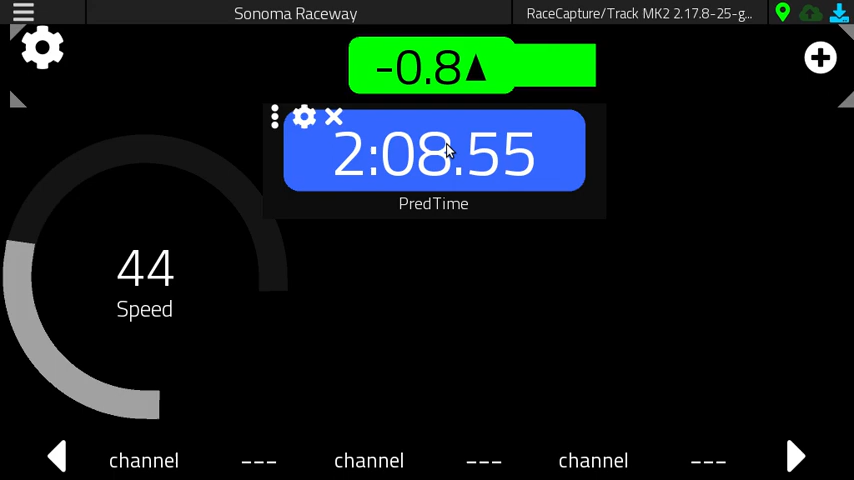 Sonoma Raceway
RaceCapture/Track MK2 2.17.8-25-g...
-0.8
2:08.55
PredTime
44
Speed
channel --- channel --- channel ---